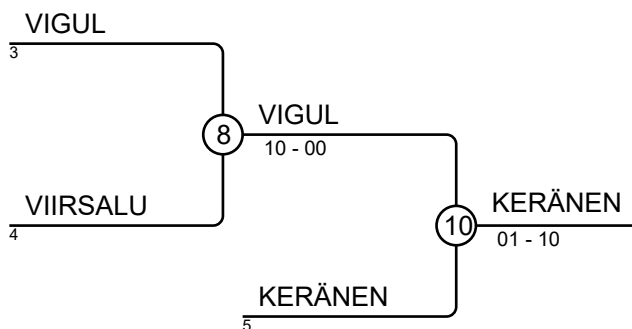 VIGUL
3
8
VIGUL
10 - 00
VIIRSALU
4
10
KERÄNEN
01 - 10
KERÄNEN
5